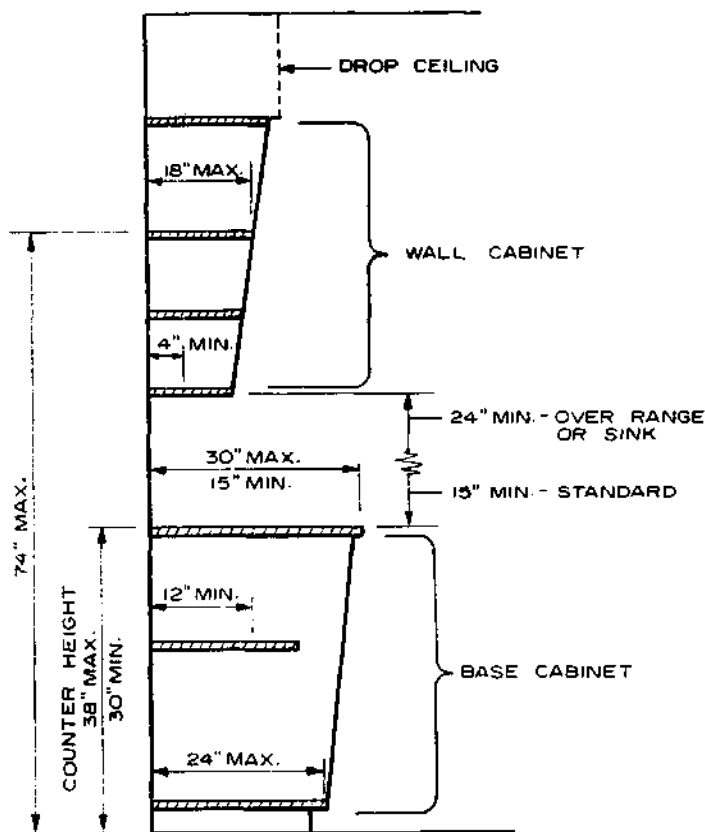 DROP CEILING
18" MAX.
WALL CABINET
4" MIN.
24" MIN. - OVER RANGE
OR SINK
30" MAX.
15" MIN.
15" MIN. - STANDARD
74" MAX.
12" MIN.
COUNTER HEIGHT
38" MAX.
30" MIN.
BASE CABINET
24" MAX.